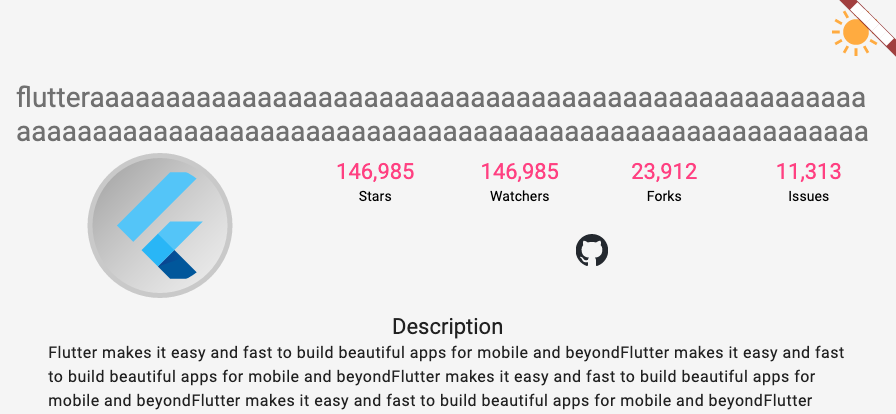 flutteraaaaaaaaaaaaaaaaaaaaaaaaaaaaaaaaaaaaaaaaaaaaaaaaaaa
aaaaaaaaaaaaaaaaaaaaaaaaaaaaaaaaaaaaaaaaaaaaaaaaaaaaaaaa
146,985 146,985 23,912 11,313
Stars Watchers Forks Issues
Description
Flutter makes it easy and fast to build beautiful apps for mobile and beyondFlutter makes it easy and fast
to build beautiful apps for mobile and beyondFlutter makes it easy and fast to build beautiful apps for
mobile and beyondFlutter makes it easy and fast to build beautiful apps for mobile and beyondFlutter